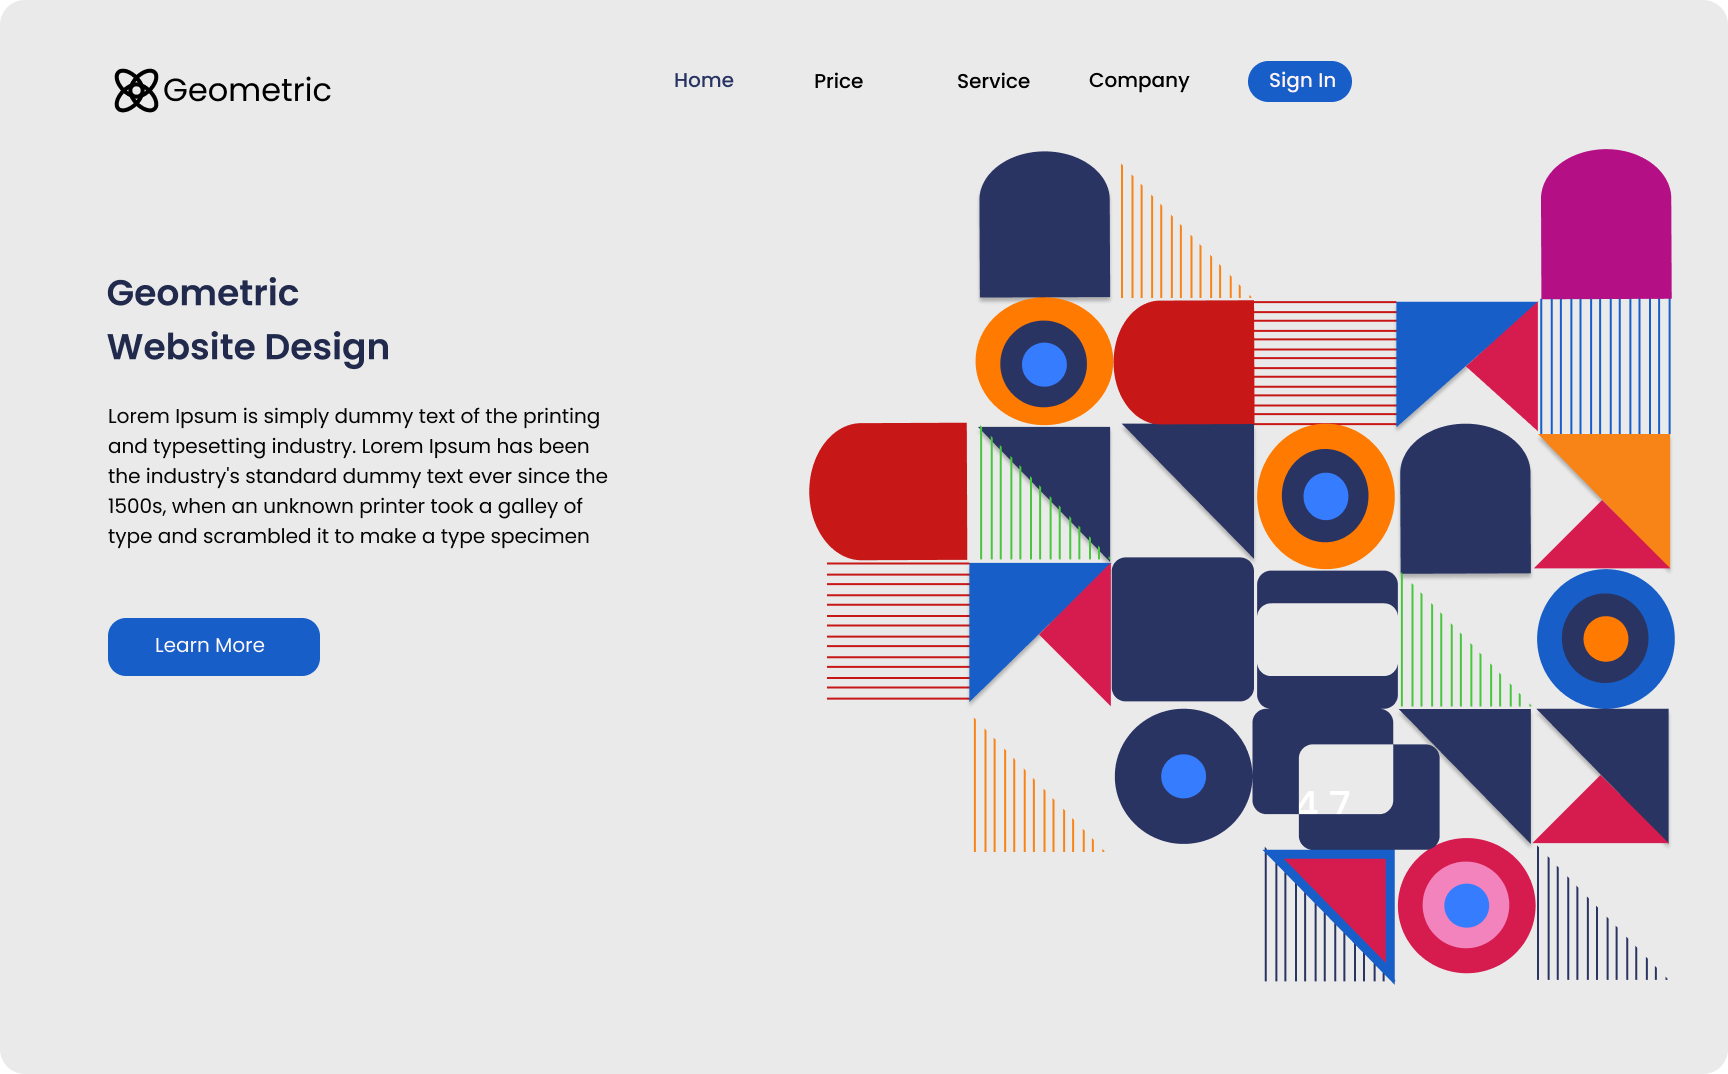 Geometric
Home
Price
Service
Company
Sign In
Geometric
Website Design
Lorem Ipsum is simply dummy text of the printing
and typesetting industry. Lorem Ipsum has been
the industry's standard dummy text ever since the
1500s, when an unknown printer took a galley of
type and scrambled it to make a type specimen
Learn More
47